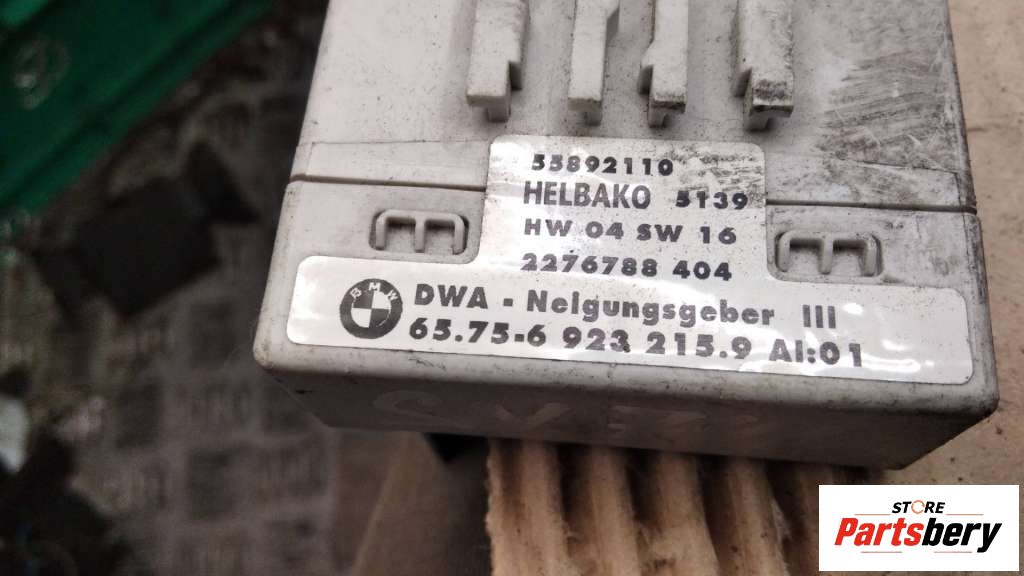 55892110
HELBAKO 5139
HW 04 SW 16
2276788 404
BMW
DWA - Neigungsgeber III
65.75-6 923 215.9 AI:01
STORE
Partsbery